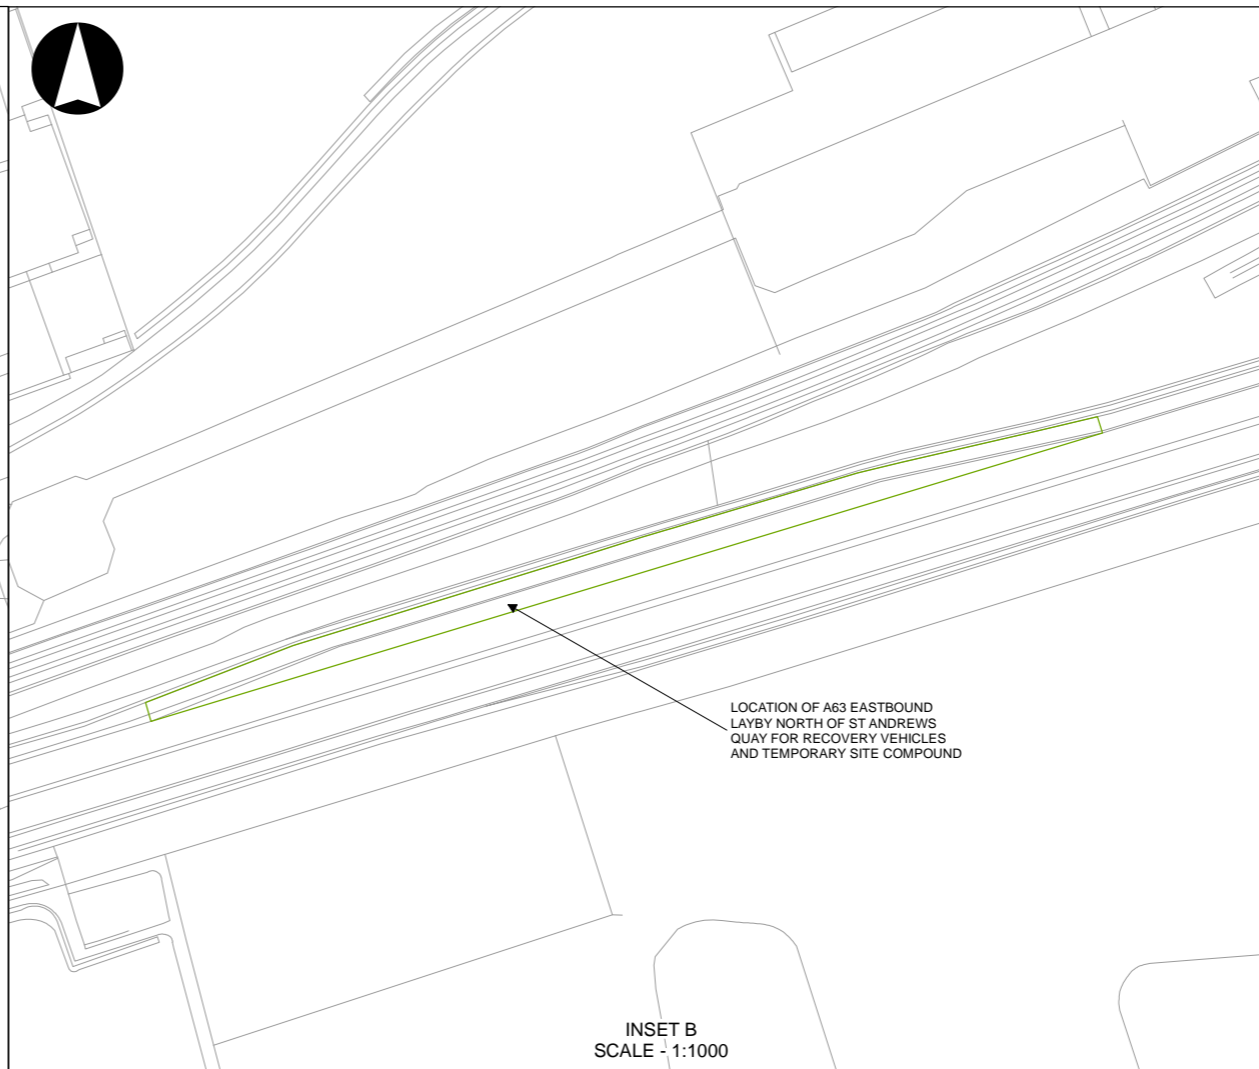 LOCATION OF A63 EASTBOUND
LAYBY NORTH OF ST ANDREWS
QUAY FOR RECOVERY VEHICLES
AND TEMPORARY SITE COMPOUND
INSET B
SCALE - 1:1000